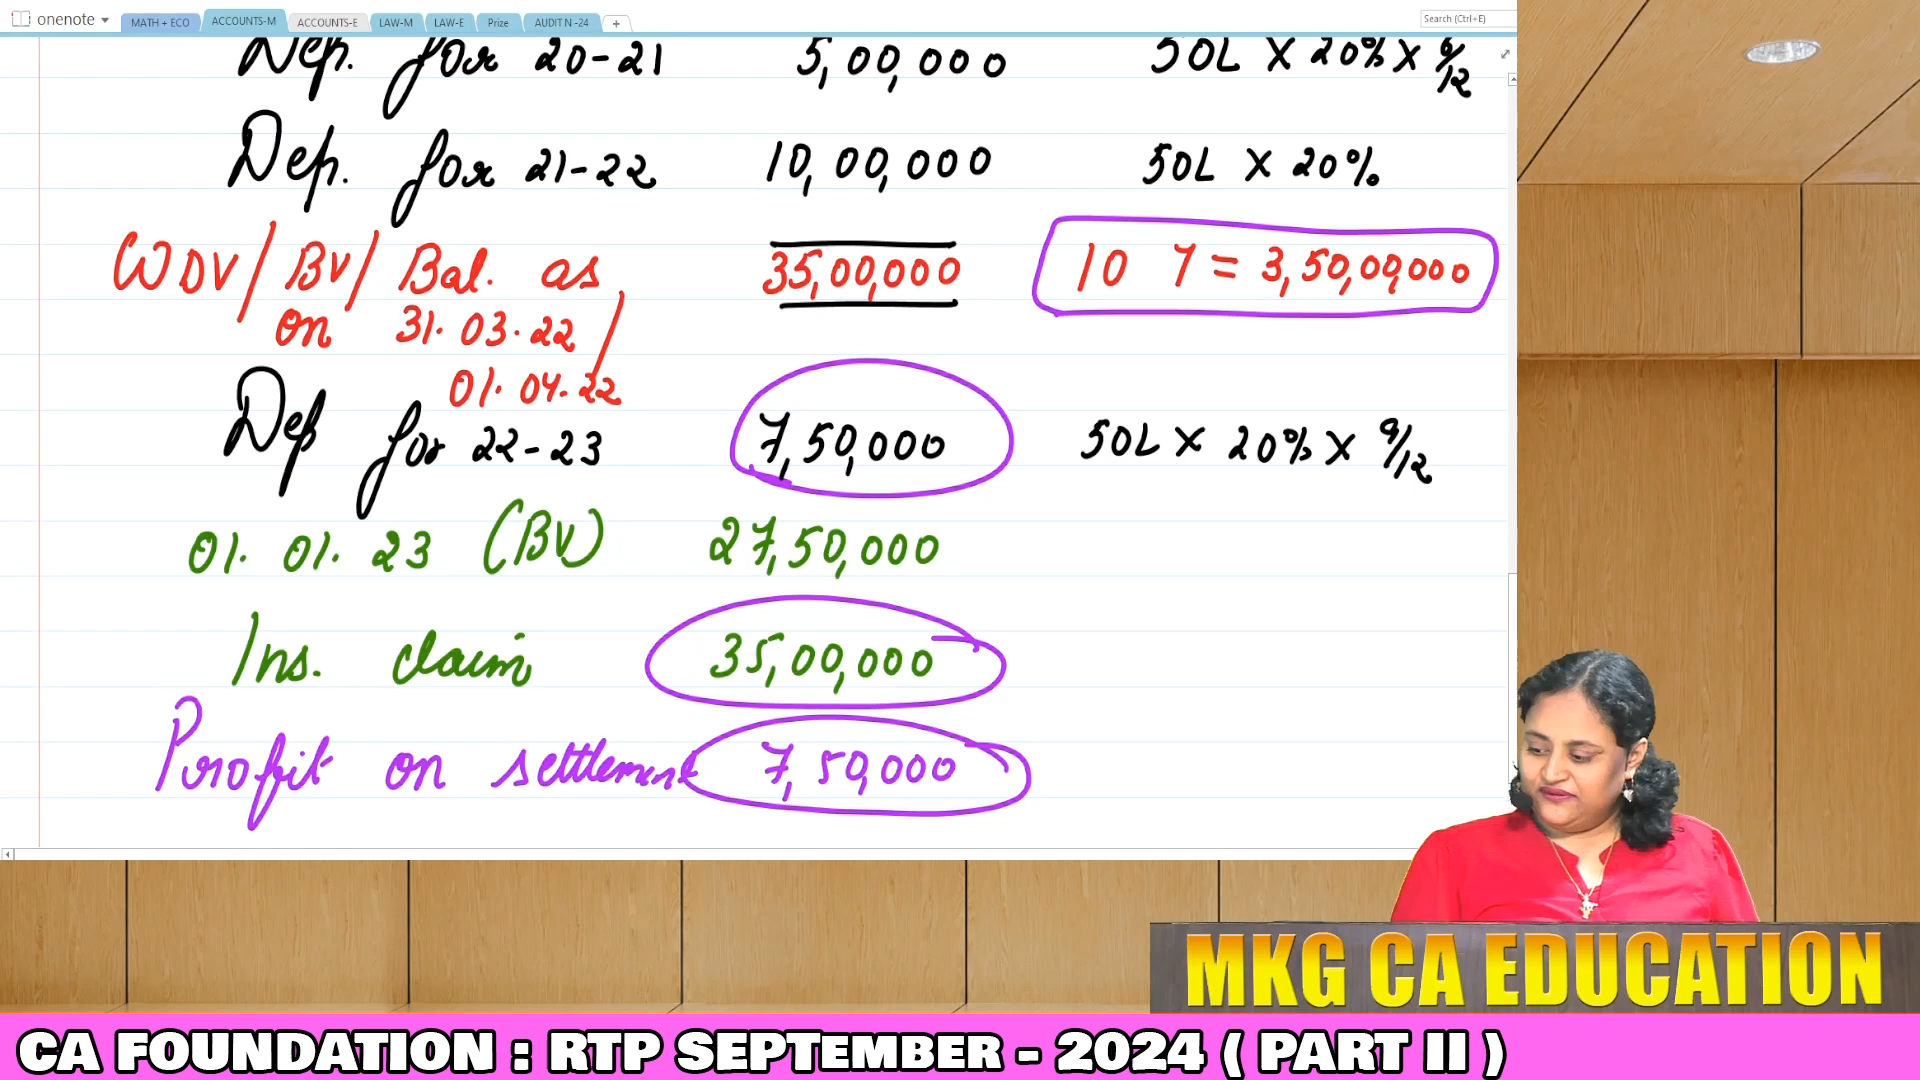 onenote MATH + ECO ACCOUNTS-M ACCOUNTS-E LAW-M LAW-E Prize AUDIT N -24 + Search (Ctrl+E)
Dep. for 20-21 5,00,000 50L X 20% X 6/12
Dep. for 21-22 10,00,000 50L X 20%
WDV/ BV/ Bal. as 35,00,000 10 7 = 3,50,00,000
on 31.03.22/
01.04.22
Dep for 22-23 7,50,000 50L X 20% X 9/12
01.01.23 (BV) 27,50,000
Ins. claim 35,00,000
Profit on settlement 7,50,000
MKG CA EDUCATION
CA FOUNDATION : RTP SEPTEMBER - 2024 ( PART II )